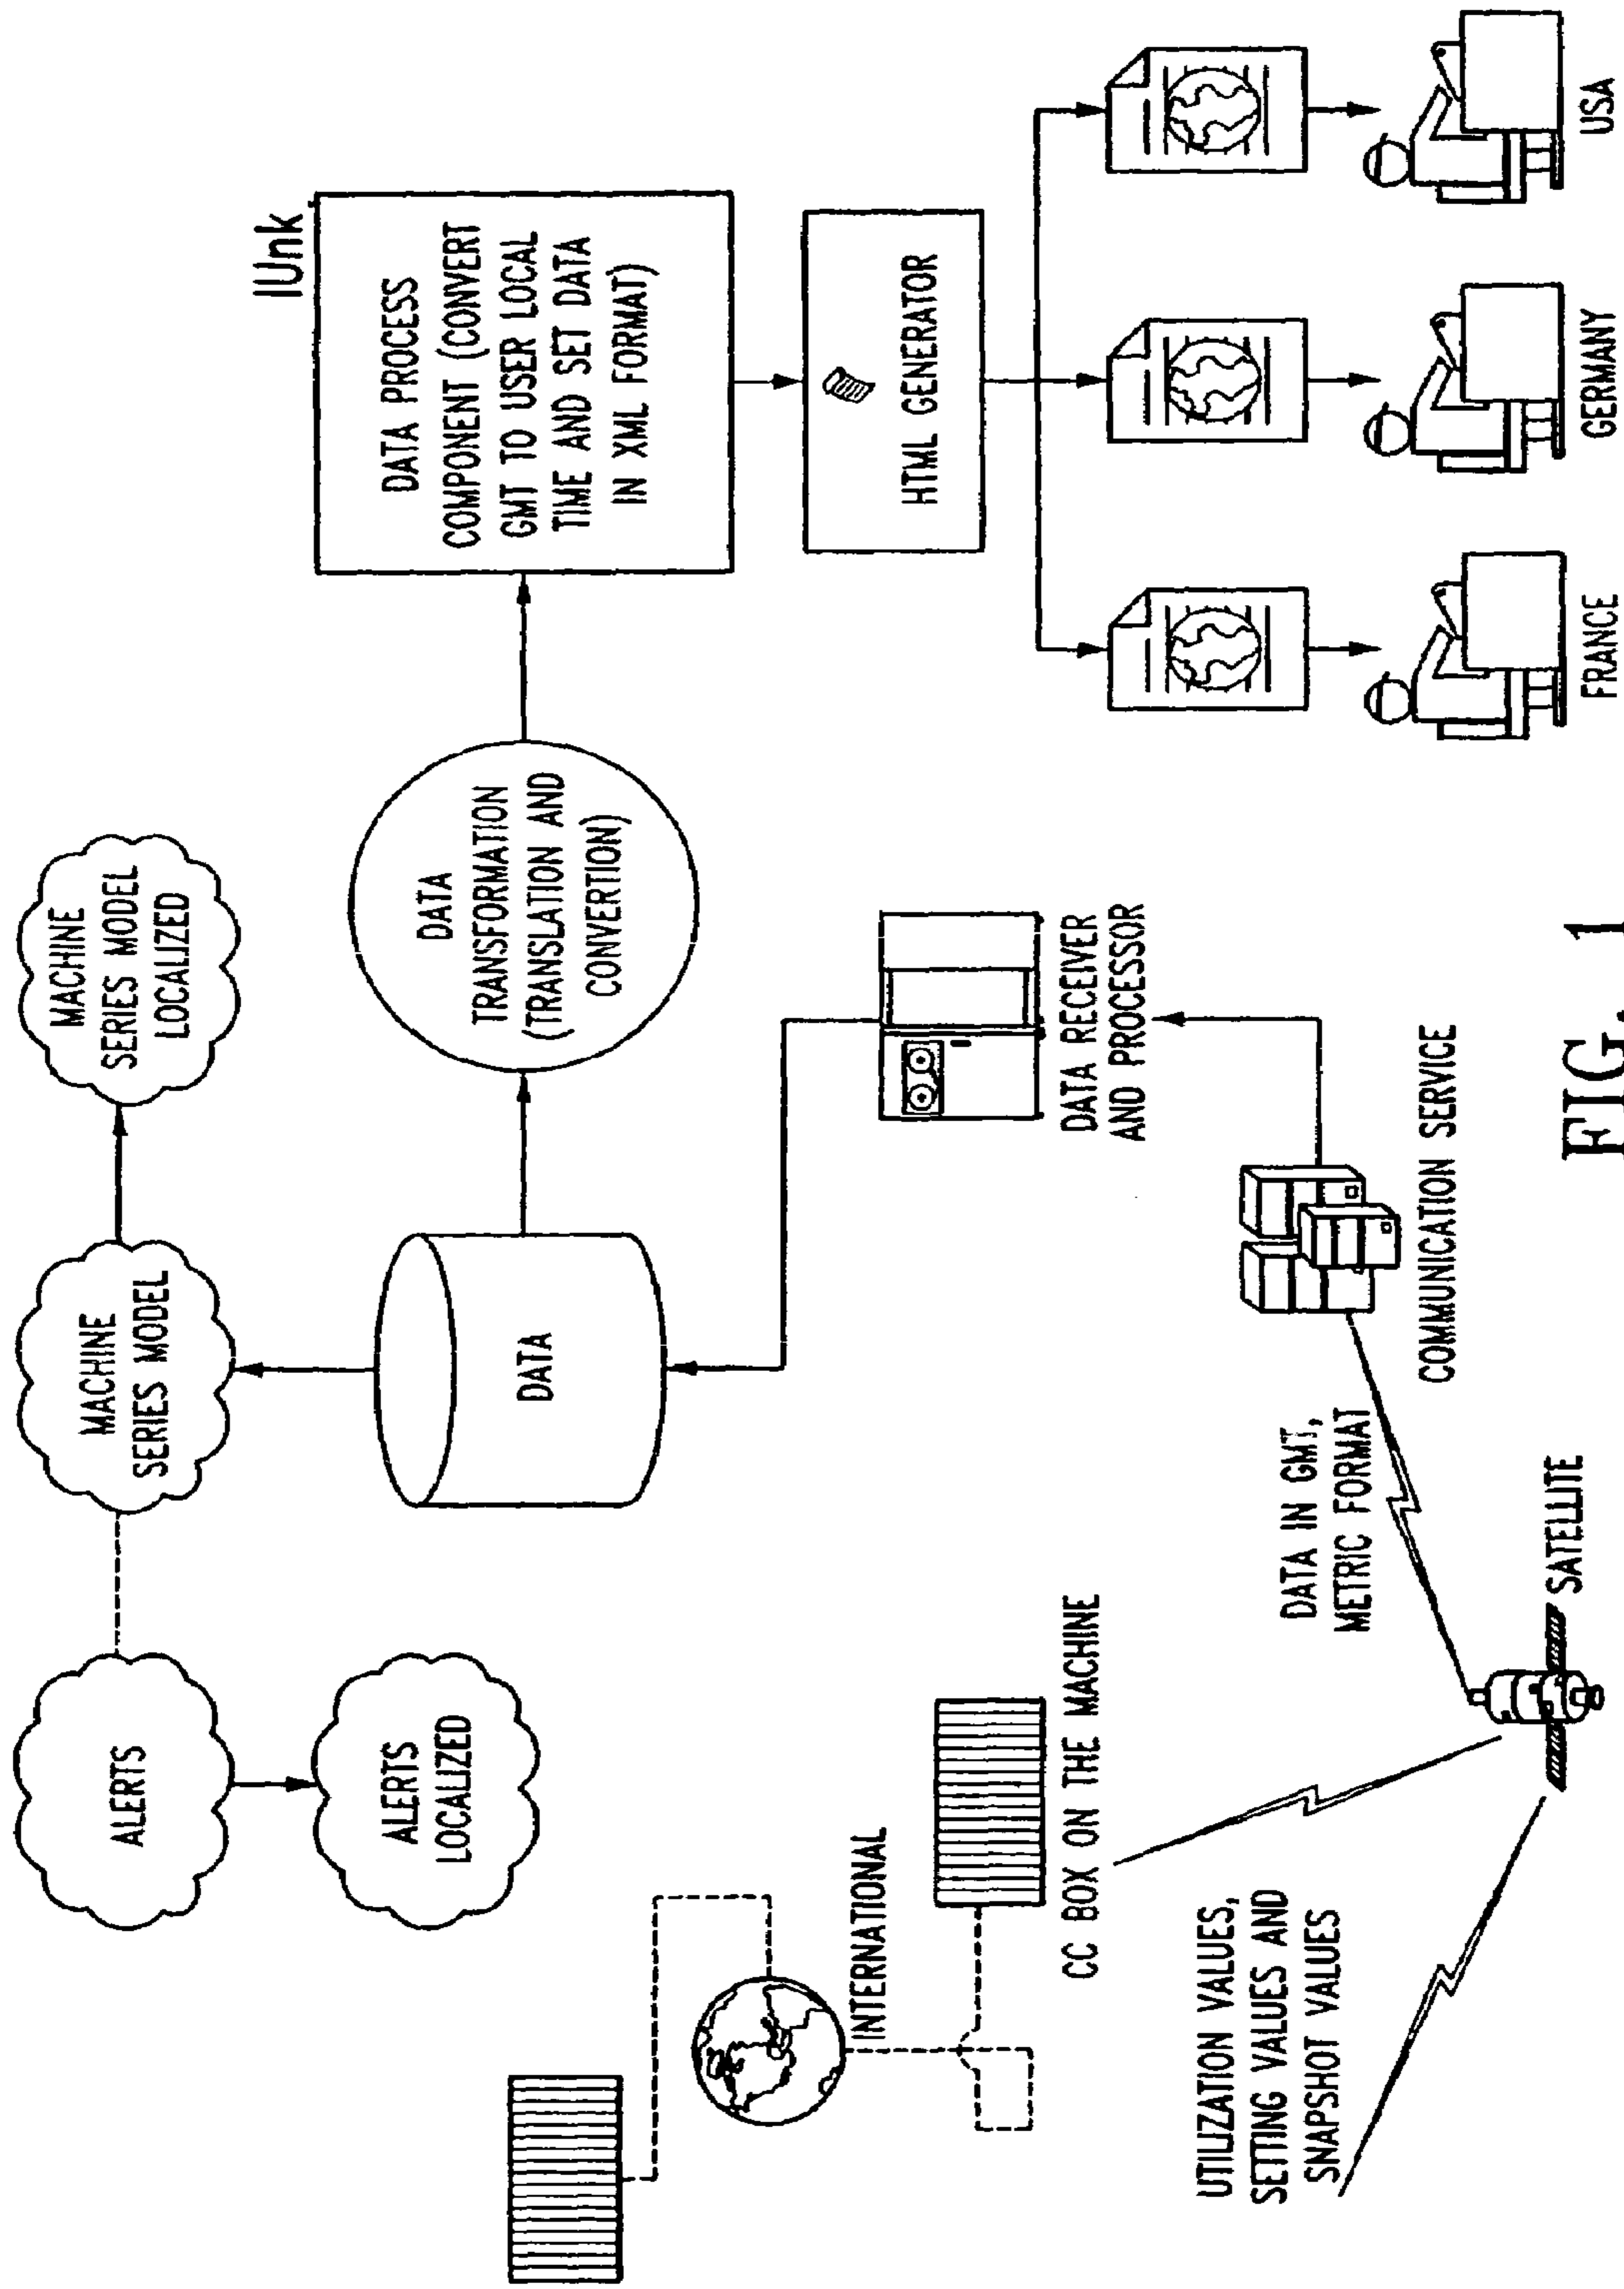 ALERTS
ALERTS
LOCALIZED
MACHINE
SERIES MODEL
MACHINE
SERIES MODEL
LOCALIZED
DATA
DATA
TRANSFORMATION
(TRANSLATION AND
CONVERTION)
IUnk
DATA PROCESS
COMPONENT (CONVERT
GMT TO USER LOCAL
TIME AND SET DATA
IN XML FORMAT)
HTML GENERATOR
INTERNATIONAL
CC BOX ON THE MACHINE
DATA RECEIVER
AND PROCESSOR
UTILIZATION VALUES,
SETTING VALUES AND
SNAPSHOT VALUES
DATA IN GMT,
METRIC FORMAT
SATELLITE
COMMUNICATION SERVICE
FRANCE
GERMANY
USA
FIG. 1